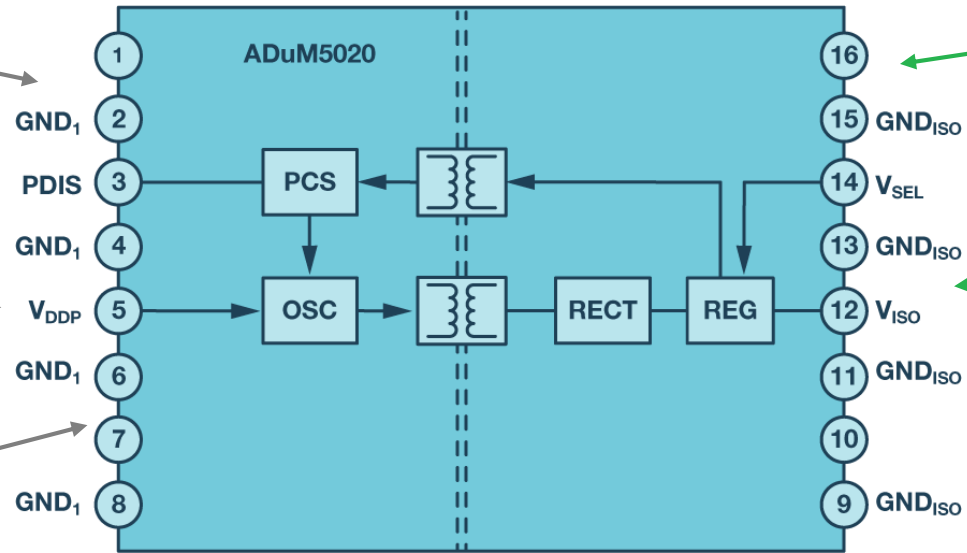 ADuM5020
1
16
GND₁ 2
15 GNDISO
PDIS 3
PCS
14 VSEL
GND₁ 4
13 GNDISO
VDDP 5
OSC
RECT
REG
12 VISO
GND₁ 6
11 GNDISO
7
10
GND₁ 8
9 GNDISO